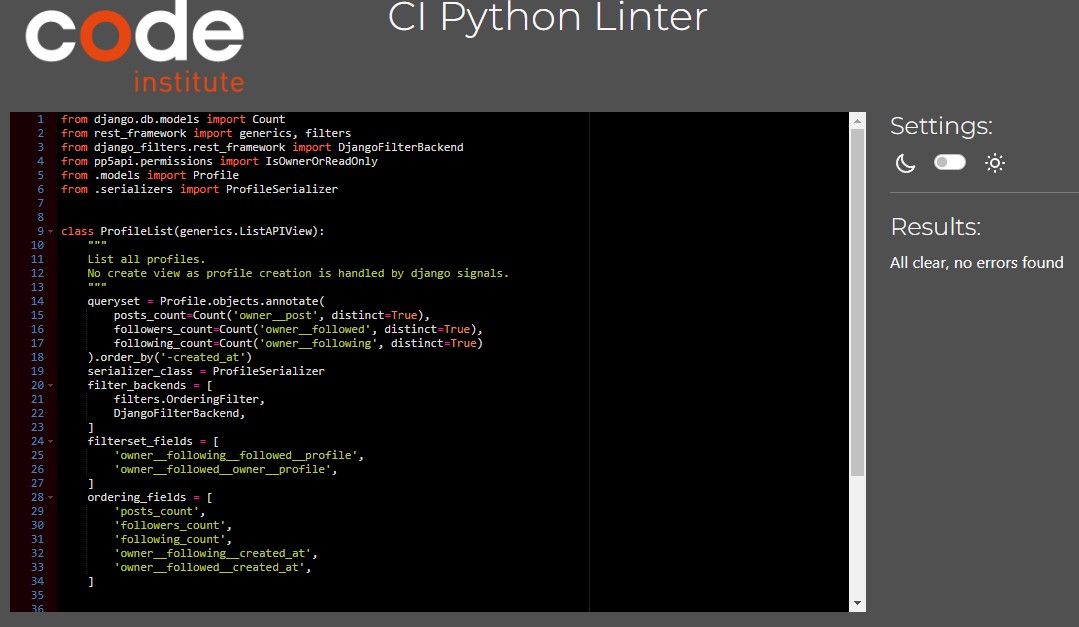 code
institute
CI Python Linter
1 from django.db.models import Count
2 from rest_framework import generics, filters
3 from django_filters.rest_framework import DjangoFilterBackend
4 from pp5api.permissions import IsOwnerOrReadOnly
5 from .models import Profile
6 from .serializers import ProfileSerializer
7
8
9 class ProfileList(generics.ListAPIView):
10     """
11     List all profiles.
12     No create view as profile creation is handled by django signals.
13     """
14     queryset = Profile.objects.annotate(
15         posts_count=Count('owner__post', distinct=True),
16         followers_count=Count('owner__followed', distinct=True),
17         following_count=Count('owner__following', distinct=True)
18     ).order_by('-created_at')
19     serializer_class = ProfileSerializer
20     filter_backends = [
21         filters.OrderingFilter,
22         DjangoFilterBackend,
23     ]
24     filterset_fields = [
25         'owner__following__followed__profile',
26         'owner__followed__owner__profile',
27     ]
28     ordering_fields = [
29         'posts_count',
30         'followers_count',
31         'following_count',
32         'owner__following__created_at',
33         'owner__followed__created_at',
34     ]
35
36
Settings:
Results:
All clear, no errors found